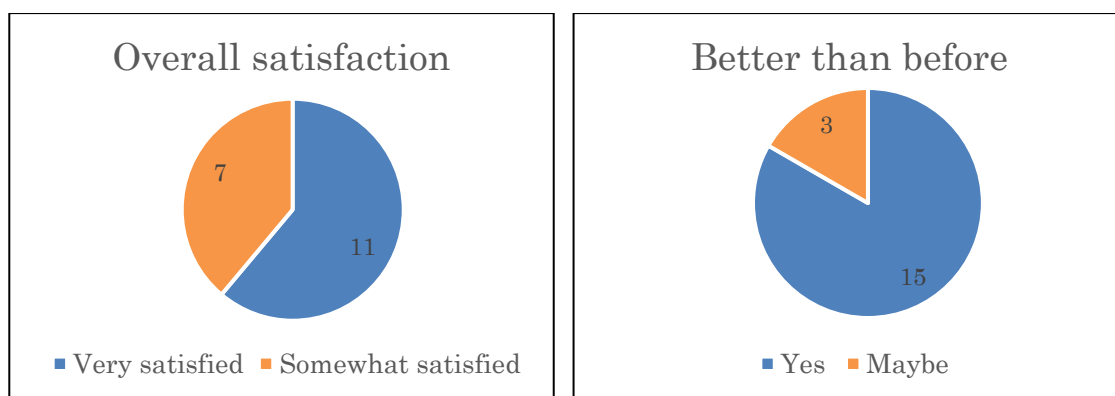 Overall satisfaction
7
11
Very satisfied Somewhat satisfied
Better than before
3
15
Yes Maybe